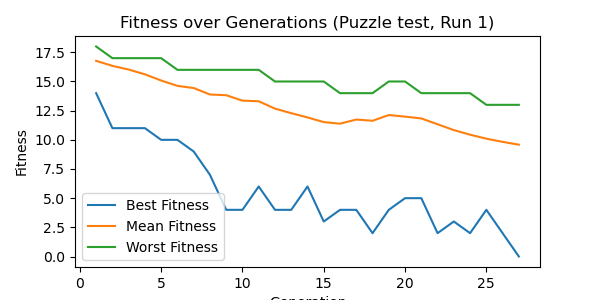 Fitness over Generations (Puzzle test, Run 1)
17.5
15.0
12.5
10.0
7.5
5.0
2.5
0.0
Fitness
Best Fitness
Mean Fitness
Worst Fitness
0 5 10 15 20 25
Generation